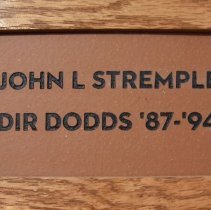 JOHN L STREMPLE
DIR DODDS '87-'94